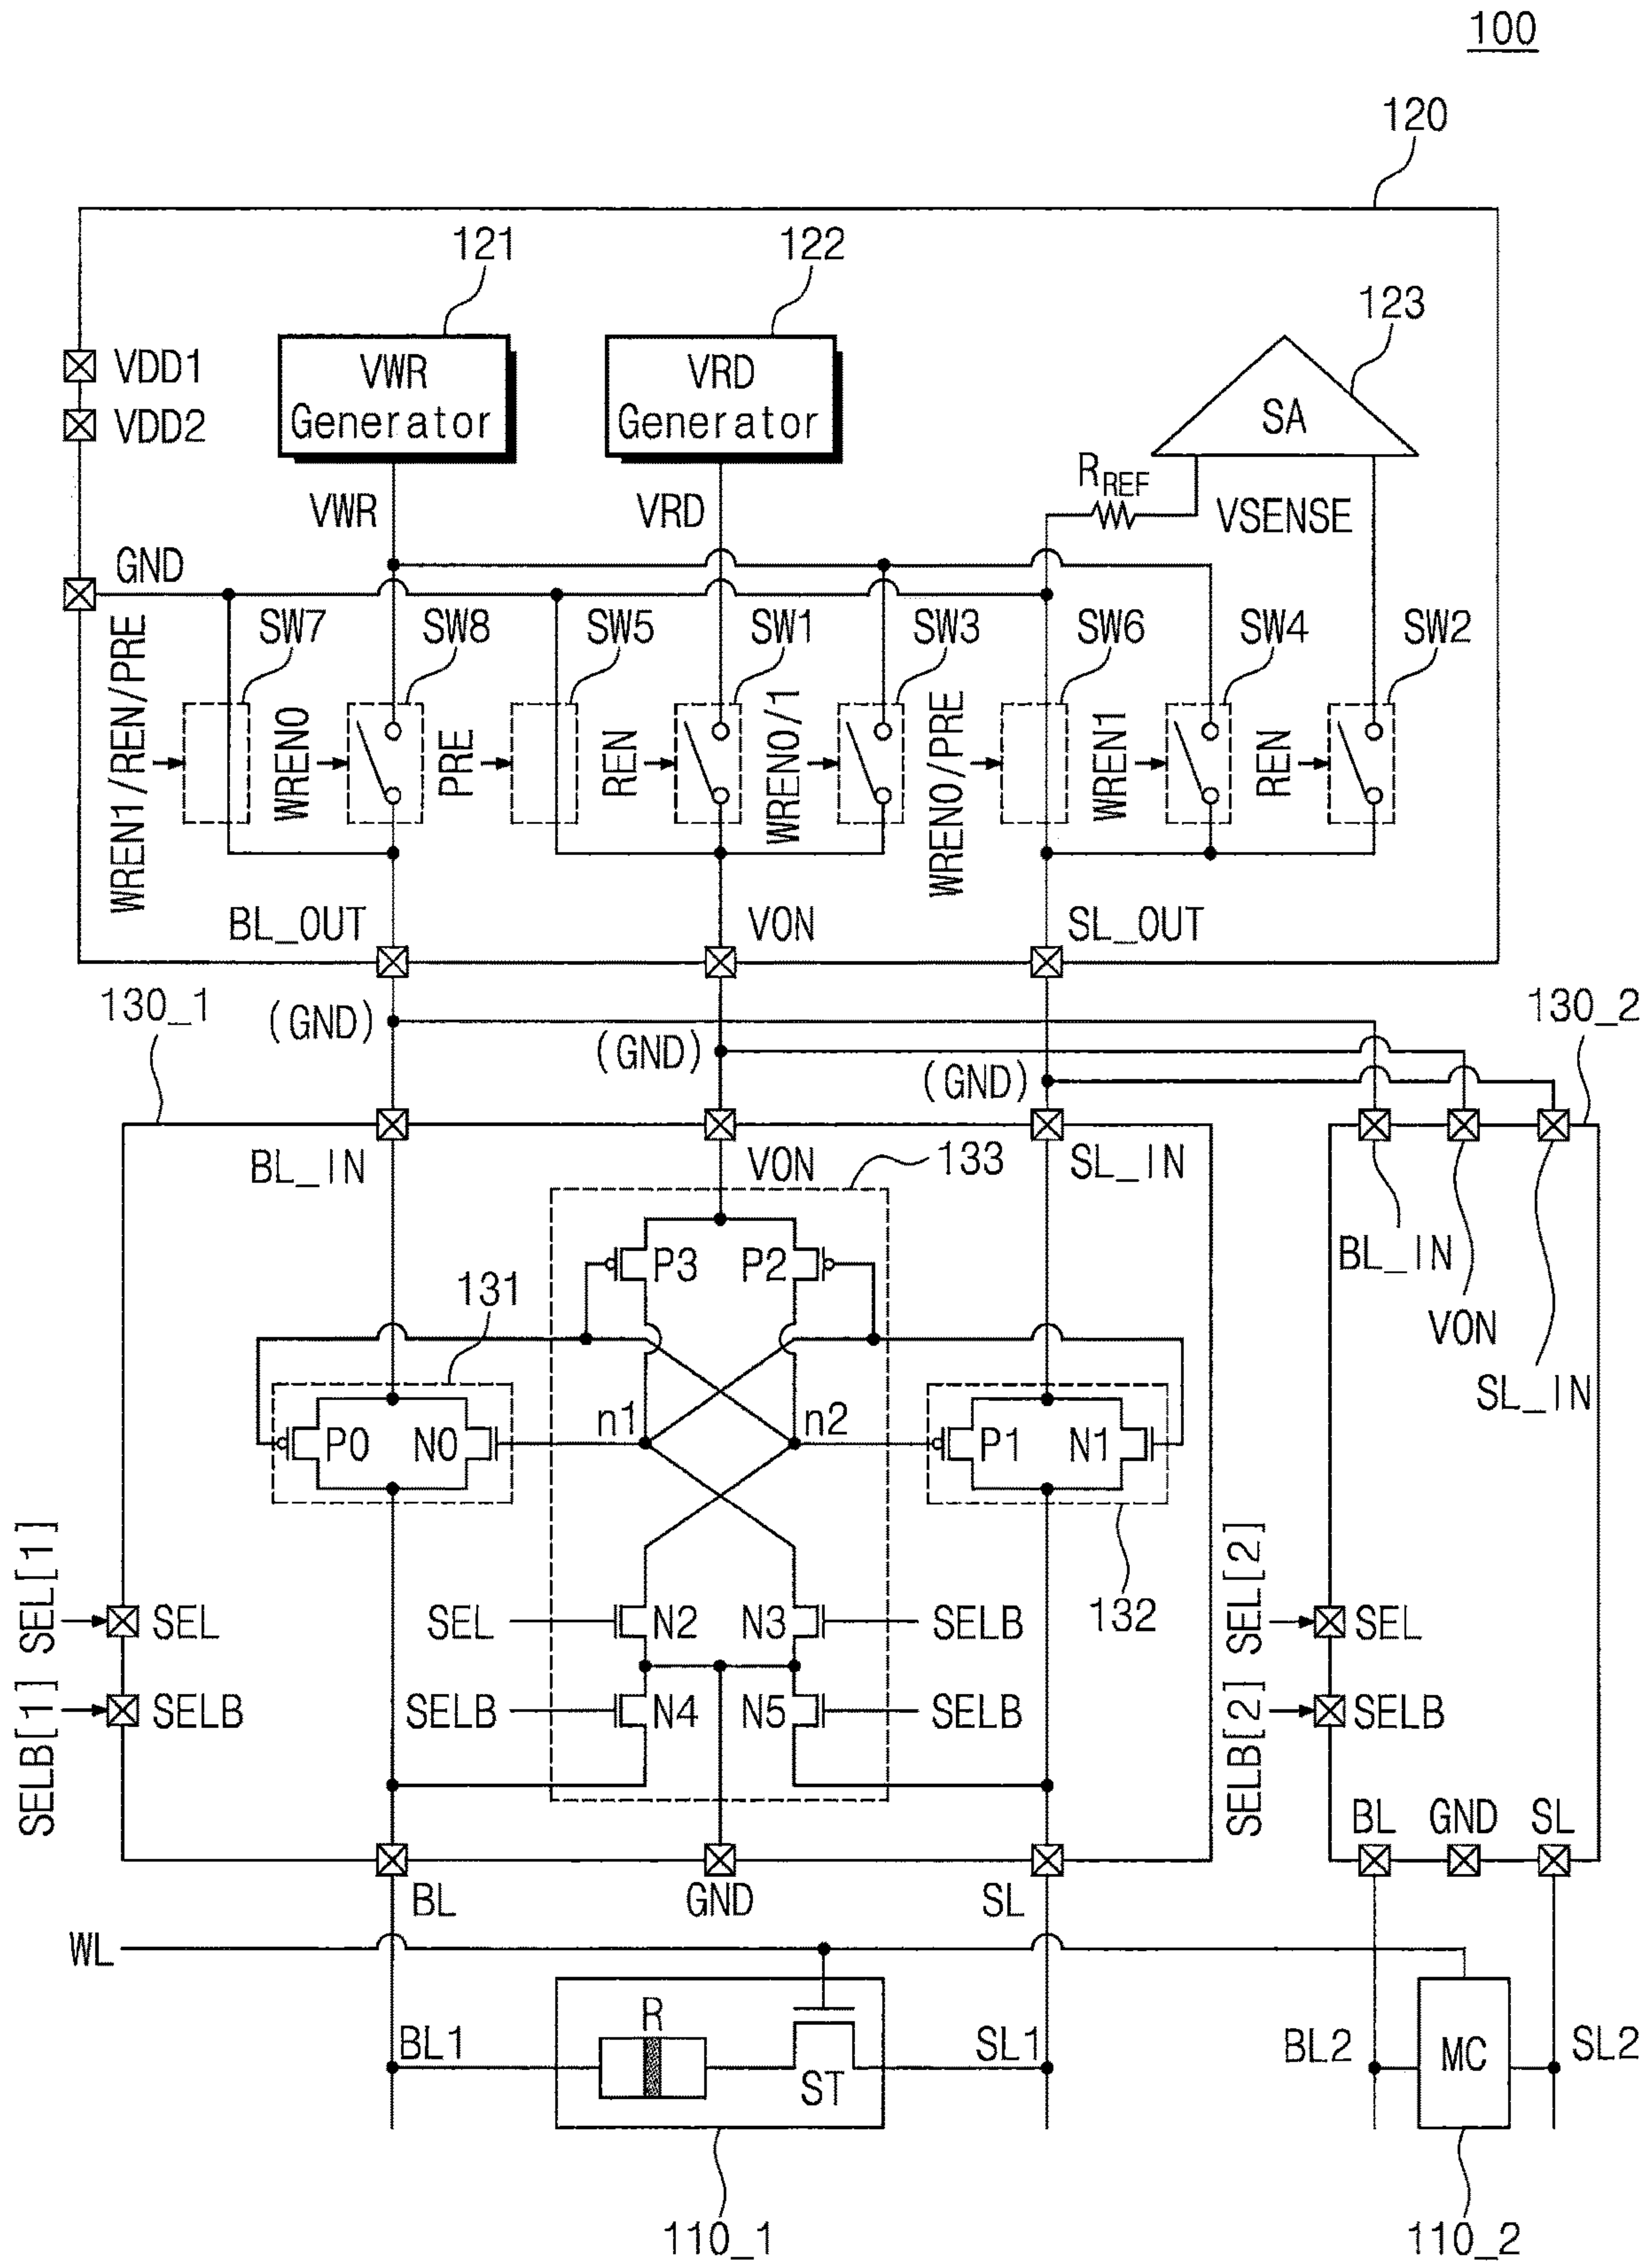 100
120
121
122
123
VWR
Generator
VRD
Generator
SA
VDD1
VDD2
R_REF
VWR
VRD
VSENSE
GND
SW7
SW8
SW5
SW1
SW3
SW6
SW4
SW2
WREN1/REN/PRE
WREN0
PRE
REN
WREN0/1
WREN0/PRE
WREN1
REN
BL_OUT
VON
SL_OUT
130_1
(GND)
(GND)
(GND)
130_2
BL_IN
VON
133
SL_IN
BL_IN
VON
SL_IN
P3
P2
131
n1
n2
P0
N0
P1
N1
132
SEL[1]
SEL
SEL
N2
N3
SELB
SEL[2]
SEL
SELB[1]
SELB
SELB
N4
N5
SELB
SELB[2]
SELB
BL
GND
SL
BL
GND
SL
WL
R
BL1
ST
SL1
BL2
MC
SL2
110_1
110_2